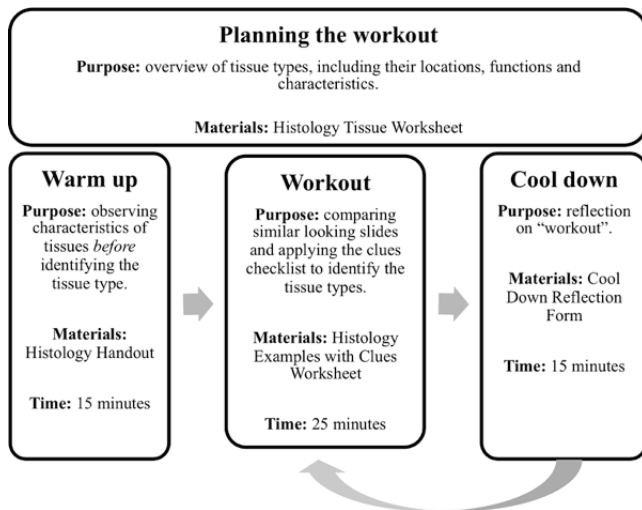 Planning the workout
Purpose: overview of tissue types, including their locations, functions and
characteristics.
Materials: Histology Tissue Worksheet
Warm up
Purpose: observing
characteristics of
tissues before
identifying the
tissue type.
Materials:
Histology Handout
Time: 15 minutes
Workout
Purpose: comparing
similar looking slides
and applying the clues
checklist to identify the
tissue types.
Materials: Histology
Examples with Clues
Worksheet
Time: 25 minutes
Cool down
Purpose: reflection
on “workout”.
Materials: Cool
Down Reflection
Form
Time: 15 minutes